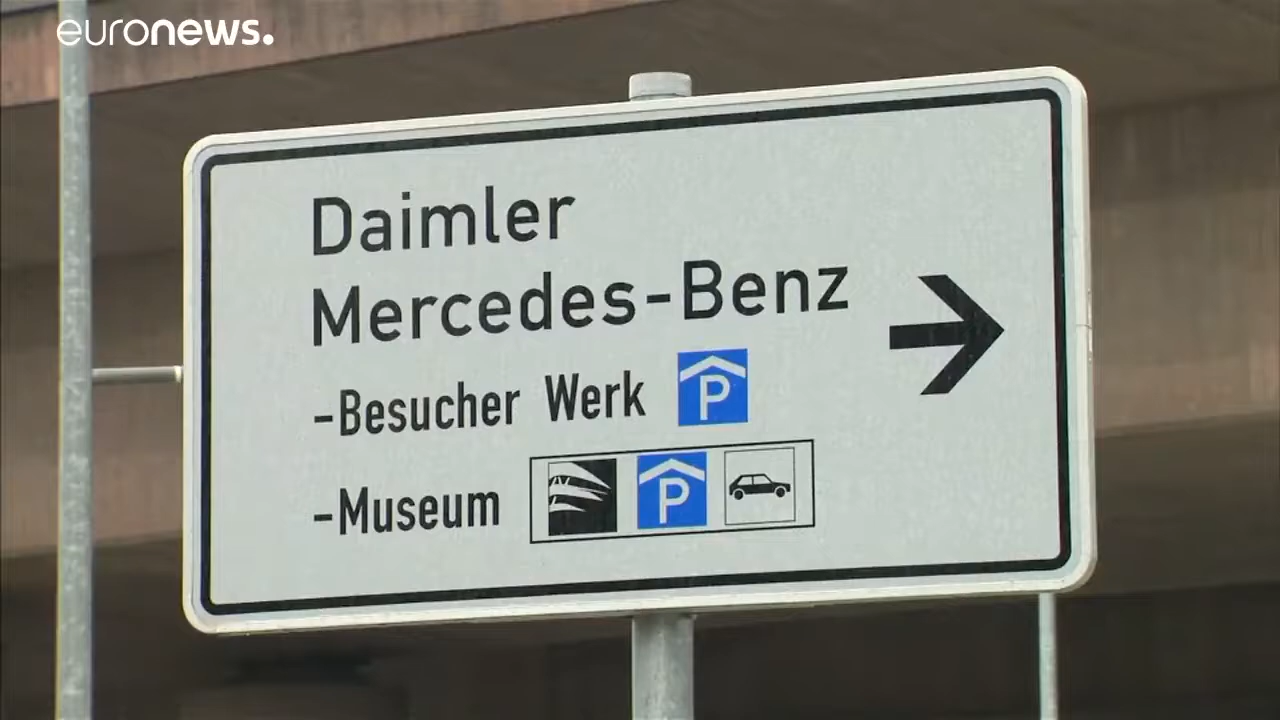 euronews.
Daimler
Mercedes-Benz
-Besucher Werk P
-Museum P